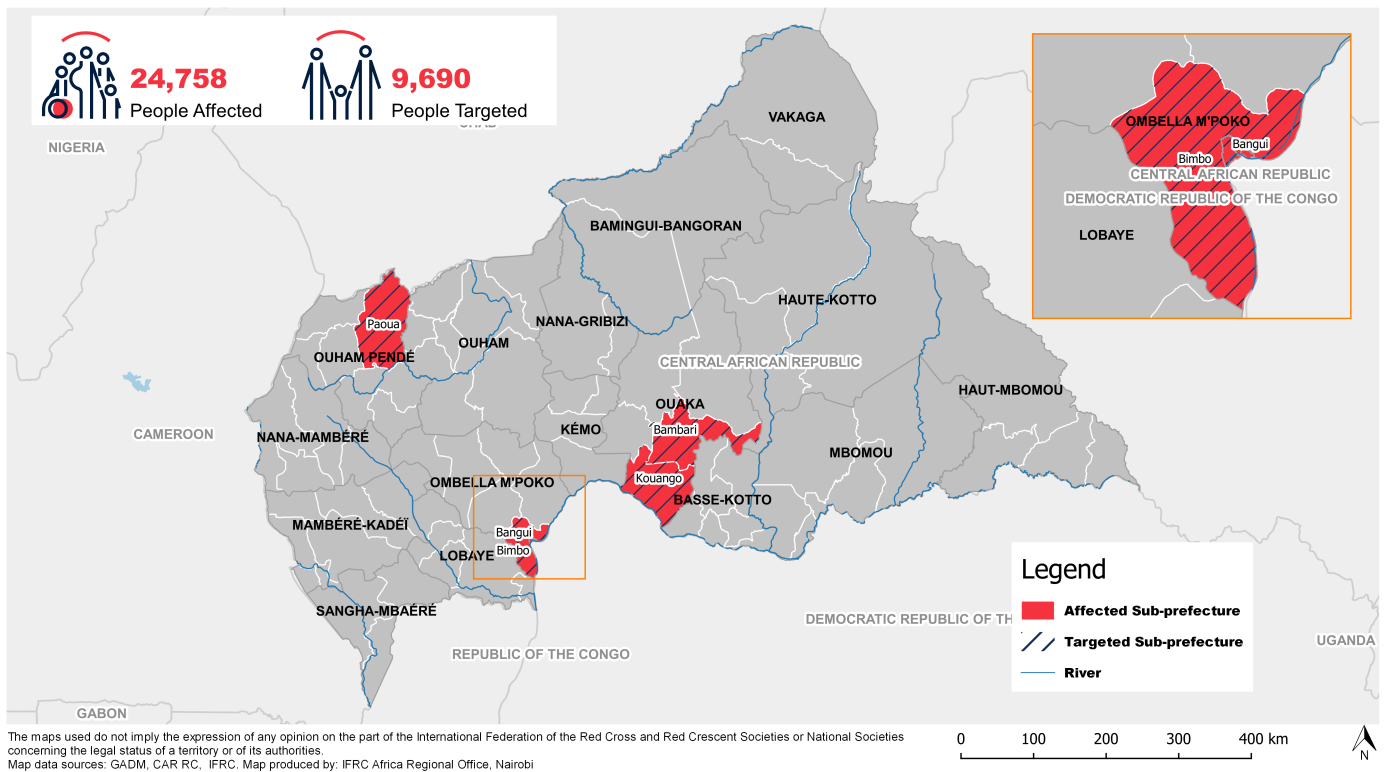 24,758
People Affected
9,690
People Targeted
NIGERIA
VAKAGA
BAMINGUI-BANGORAN
HAUTE-KOTTO
NANA-GRIBIZI
Paoua
OUHAM
OUHAM PENDÉ
CENTRAL AFRICAN REPUBLIC
HAUT-MBOMOU
OUAKA
Bambari
KÉMO
CAMEROON
NANA-MAMBÉRÉ
MBOMOU
Kouango
OMBELLA M'POKO
BASSE-KOTTO
MAMBÉRÉ-KADÉÏ
Bangui
Bimbo
LOBAYE
SANGHA-MBAÉRÉ
DEMOCRATIC REPUBLIC OF TH
REPUBLIC OF THE CONGO
UGANDA
GABON
OMBELLA M'POKO
Bangui
Bimbo
CENTRAL AFRICAN REPUBLIC
DEMOCRATIC REPUBLIC OF THE CONGO
LOBAYE
Legend
Affected Sub-prefecture
Targeted Sub-prefecture
River
The maps used do not imply the expression of any opinion on the part of the International Federation of the Red Cross and Red Crescent Societies or National Societies
concerning the legal status of a territory or of its authorities.
Map data sources: GADM, CAR RC, IFRC. Map produced by: IFRC Africa Regional Office, Nairobi
0 100 200 300 400 km
N